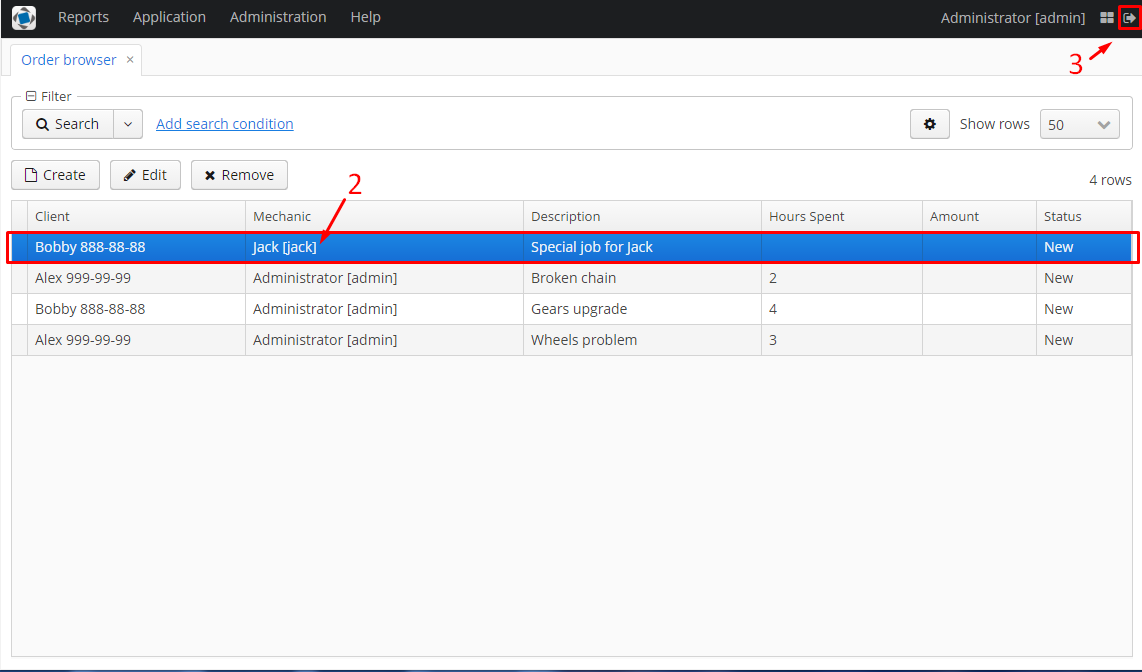 Reports Application Administration Help Administrator [admin]
3
Order browser ×
Filter
Search Add search condition Show rows 50
Create Edit Remove
2
4 rows
Client Mechanic Description Hours Spent Amount Status
Bobby 888-88-88 Jack [jack] Special job for Jack New
Alex 999-99-99 Administrator [admin] Broken chain 2 New
Bobby 888-88-88 Administrator [admin] Gears upgrade 4 New
Alex 999-99-99 Administrator [admin] Wheels problem 3 New